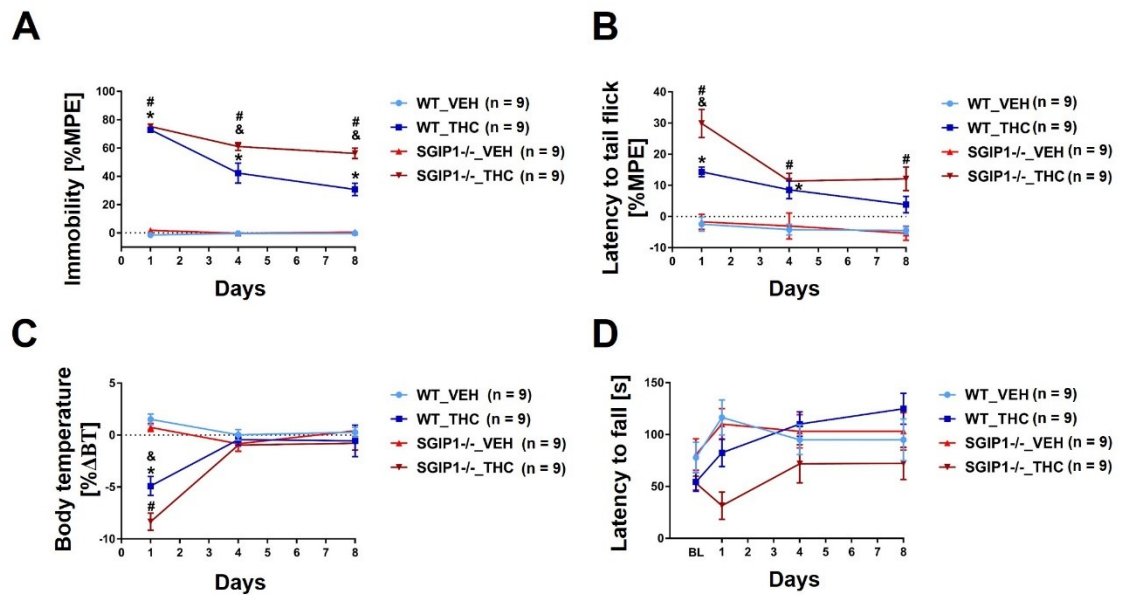 A
Immobility [%MPE]
100
80
60
40
20
0
#
*
#
&
*
#
&
*
0 1 2 3 4 5 6 7 8
Days
WT_VEH (n = 9)
WT_THC (n = 9)
SGIP1-/-_VEH (n = 9)
SGIP1-/-_THC (n = 9)
B
Latency to tail flick
[%MPE]
40
30
20
10
0
-10
#
&
*
#
*
#
0 1 2 3 4 5 6 7 8
Days
WT_VEH (n = 9)
WT_THC (n = 9)
SGIP1-/-_VEH (n = 9)
SGIP1-/-_THC (n = 9)
C
Body temperature
[%ΔBT]
5
0
-5
-10
&
*
#
0 1 2 3 4 5 6 7 8
Days
WT_VEH (n = 9)
WT_THC (n = 9)
SGIP1-/-_VEH (n = 9)
SGIP1-/-_THC (n = 9)
D
Latency to fall [s]
150
100
50
0
BL 1 2 3 4 5 6 7 8
Days
WT_VEH (n = 9)
WT_THC (n = 9)
SGIP1-/-_VEH (n = 9)
SGIP1-/-_THC (n = 9)